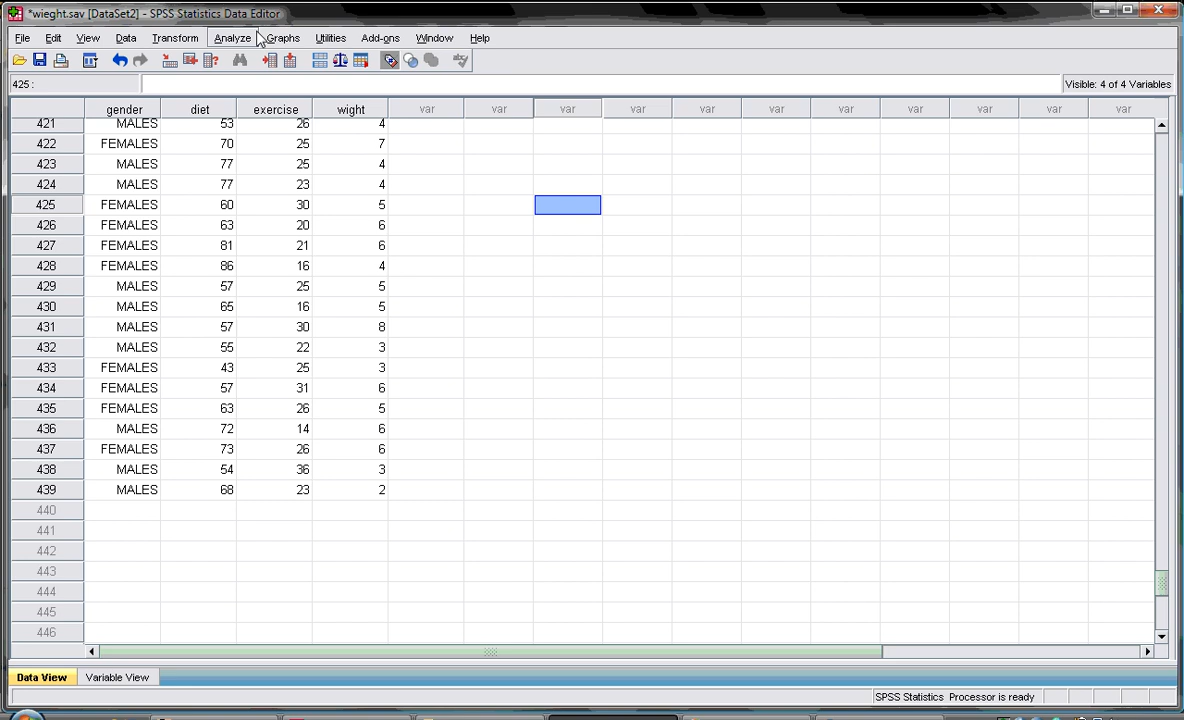 *wieght.sav [DataSet2] - SPSS Statistics Data Editor
File Edit View Data Transform Analyze Graphs Utilities Add-ons Window Help
425 : Visible: 4 of 4 Variables
gender diet exercise wight var var var var var var var var var var var
421 MALES 53 26 4
422 FEMALES 70 25 7
423 MALES 77 25 4
424 MALES 77 23 4
425 FEMALES 60 30 5
426 FEMALES 63 20 6
427 FEMALES 81 21 6
428 FEMALES 86 16 4
429 MALES 57 25 5
430 MALES 65 16 5
431 MALES 57 30 8
432 MALES 55 22 3
433 FEMALES 43 25 3
434 FEMALES 57 31 6
435 FEMALES 63 26 5
436 MALES 72 14 6
437 FEMALES 73 26 6
438 MALES 54 36 3
439 MALES 68 23 2
440
441
442
443
444
445
446
Data View Variable View
SPSS Statistics Processor is ready